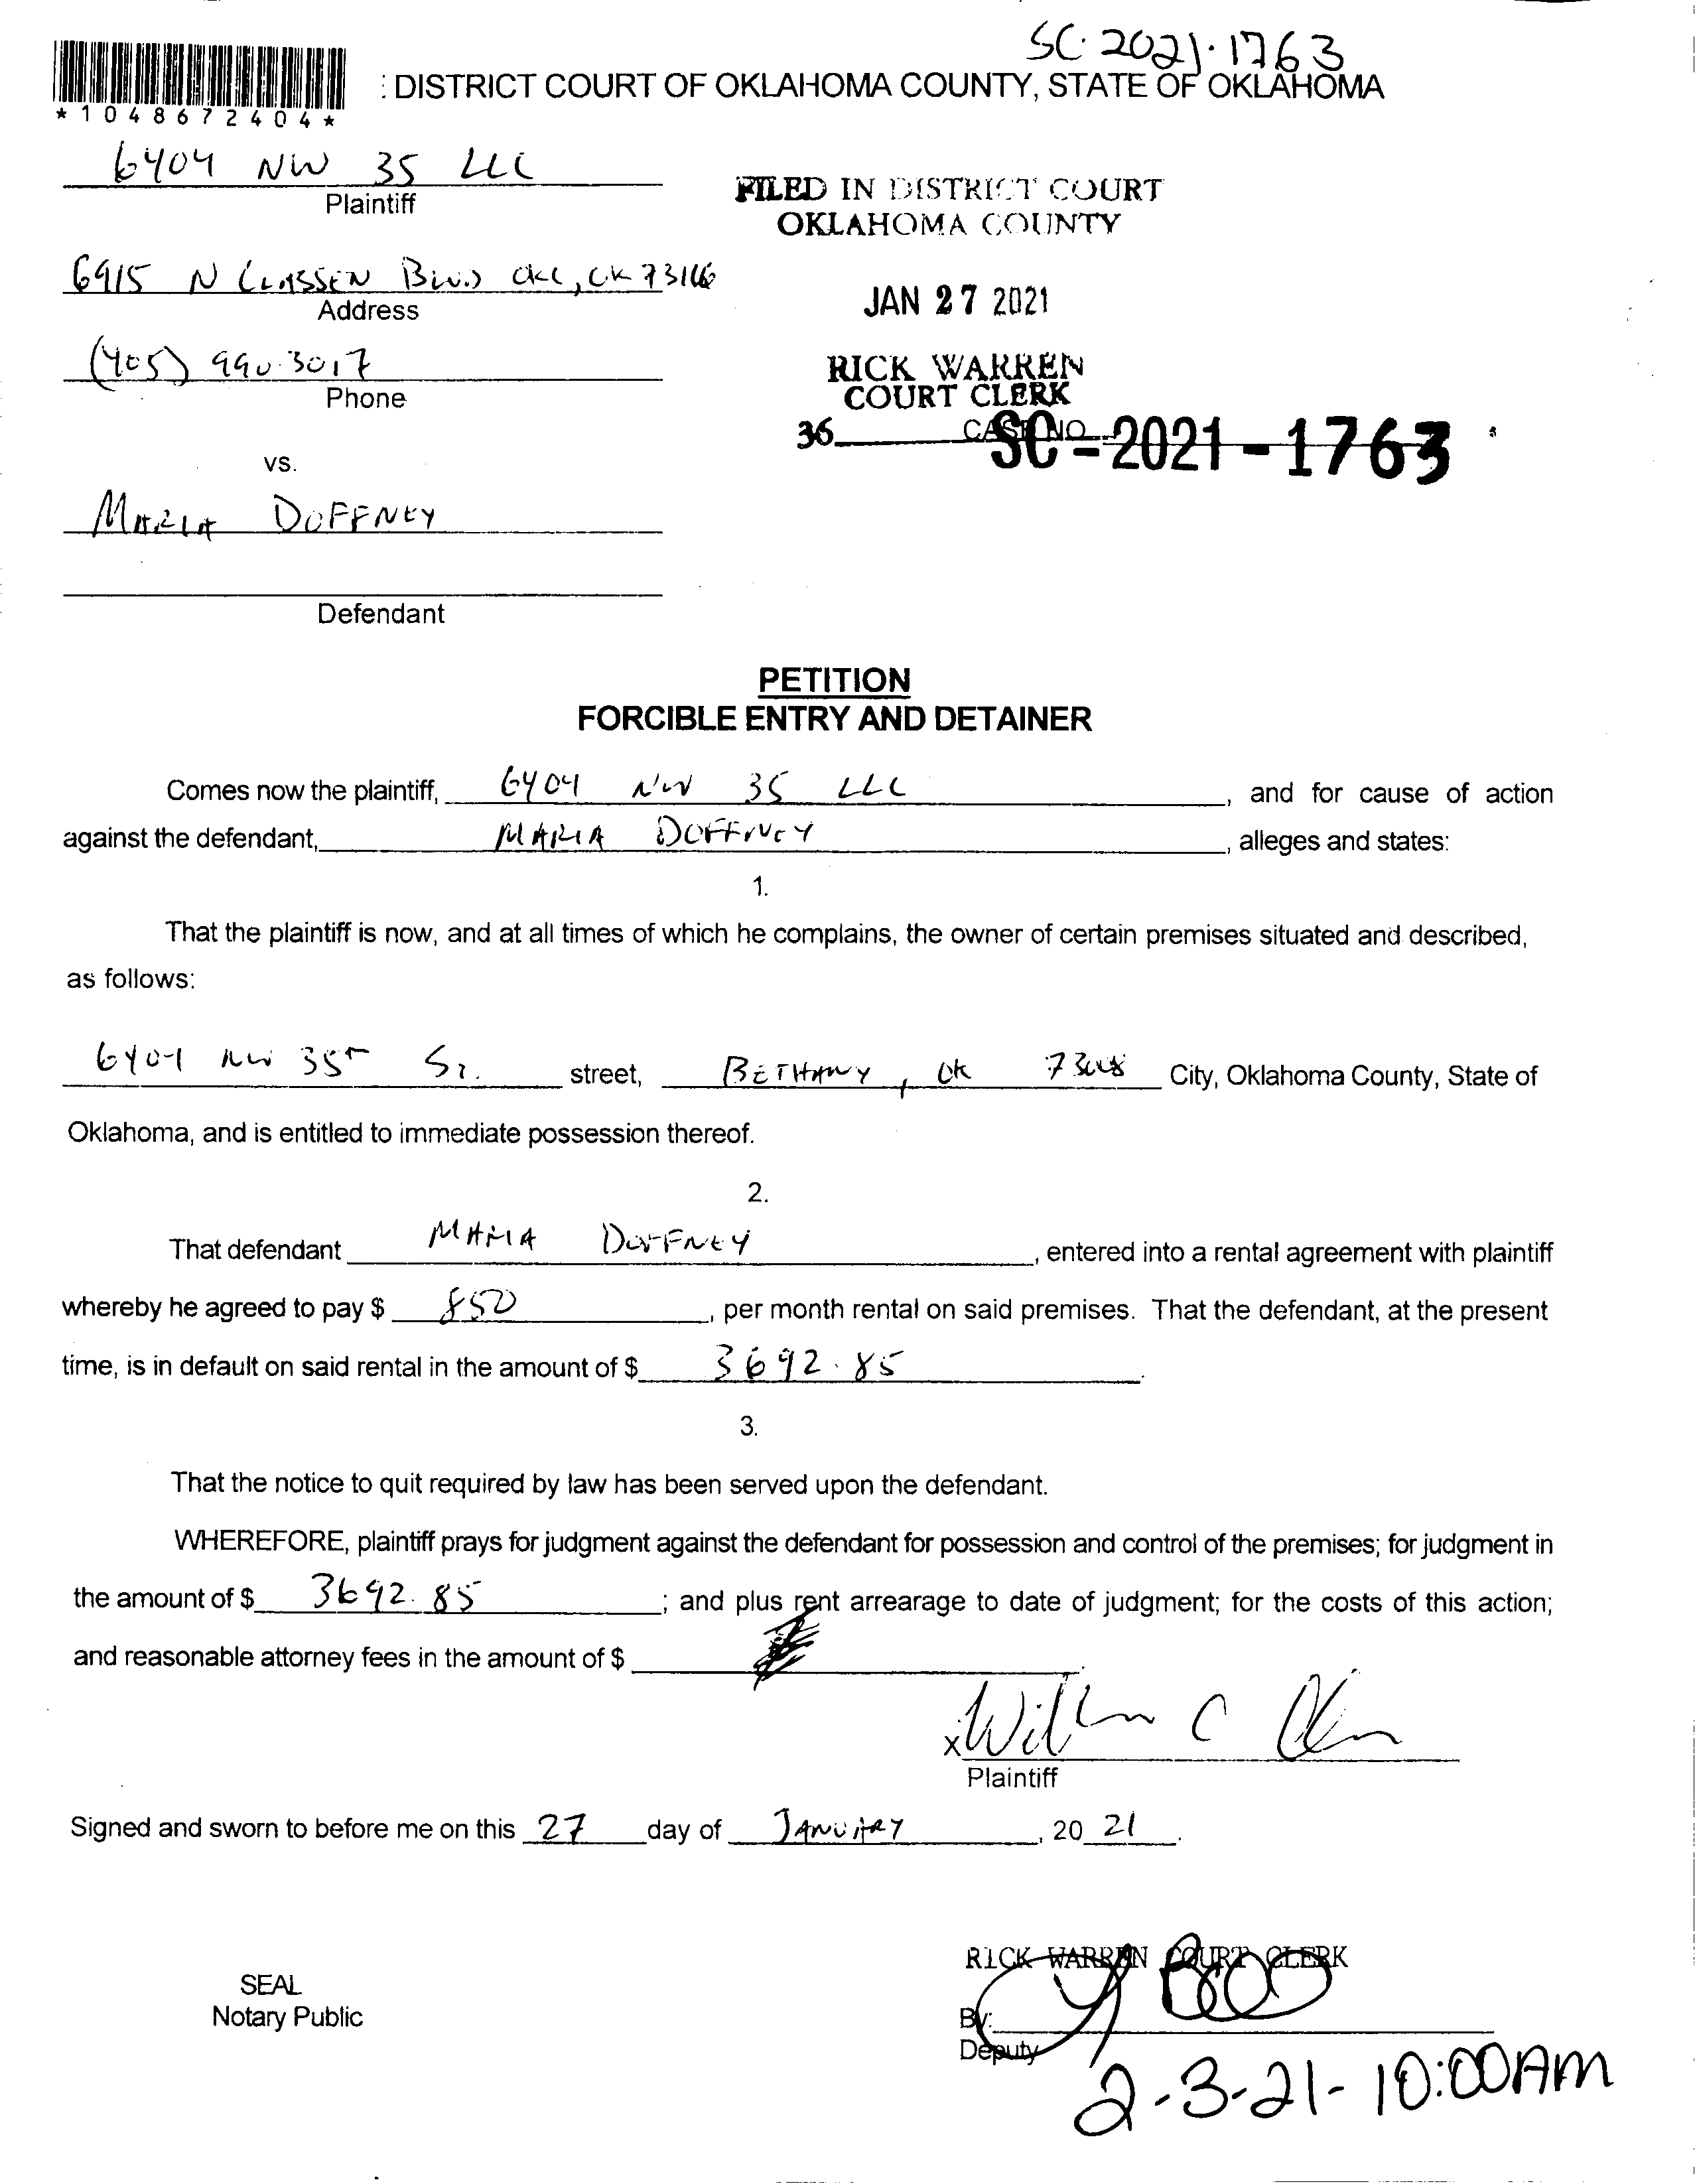 SC·2021·1763
: DISTRICT COURT OF OKLAHOMA COUNTY, STATE OF OKLAHOMA
*1048672404*
6404 NW 35 LLC
Plaintiff
FILED IN DISTRICT COURT
OKLAHOMA COUNTY
6915 N CLASSEN BLVD OKC, OK 73116
Address
JAN 27 2021
(405) 990·3017
Phone
RICK WARREN
COURT CLERK
36
CASE NO. SC-2021-1763
vs.
MARIA DOFFNEY
Defendant
PETITION
FORCIBLE ENTRY AND DETAINER
Comes now the plaintiff, 6404 NW 35 LLC, and for cause of action
against the defendant, MARIA DOFFNEY, alleges and states:
1.
That the plaintiff is now, and at all times of which he complains, the owner of certain premises situated and described,
as follows:
6404 NW 35th St. street, BETHANY, OK 73008 City, Oklahoma County, State of
Oklahoma, and is entitled to immediate possession thereof.
2.
That defendant MARIA DOFFNEY, entered into a rental agreement with plaintiff
whereby he agreed to pay $ 850, per month rental on said premises. That the defendant, at the present
time, is in default on said rental in the amount of $ 3692.85.
3.
That the notice to quit required by law has been served upon the defendant.
WHEREFORE, plaintiff prays for judgment against the defendant for possession and control of the premises; for judgment in
the amount of $ 3692.85; and plus rent arrearage to date of judgment; for the costs of this action;
and reasonable attorney fees in the amount of $
x
Plaintiff
Signed and sworn to before me on this 27 day of JANUARY, 20 21.
RICK WARREN COURT CLERK
SEAL
Notary Public
By:
Deputy
2-3-21-10:00AM